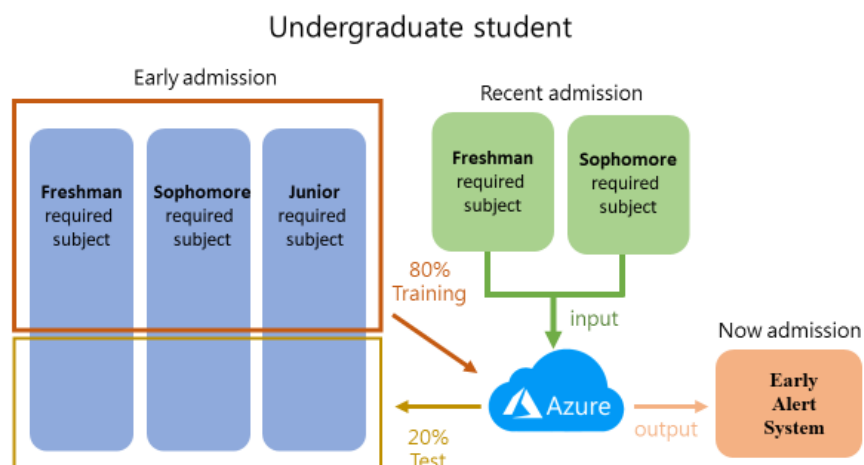 Undergraduate student
Early admission
Recent admission
Freshman
required
subject
Sophomore
required
subject
Junior
required
subject
Freshman
required
subject
Sophomore
required
subject
80%
Training
input
Now admission
Azure
Early
Alert
System
output
20%
Test